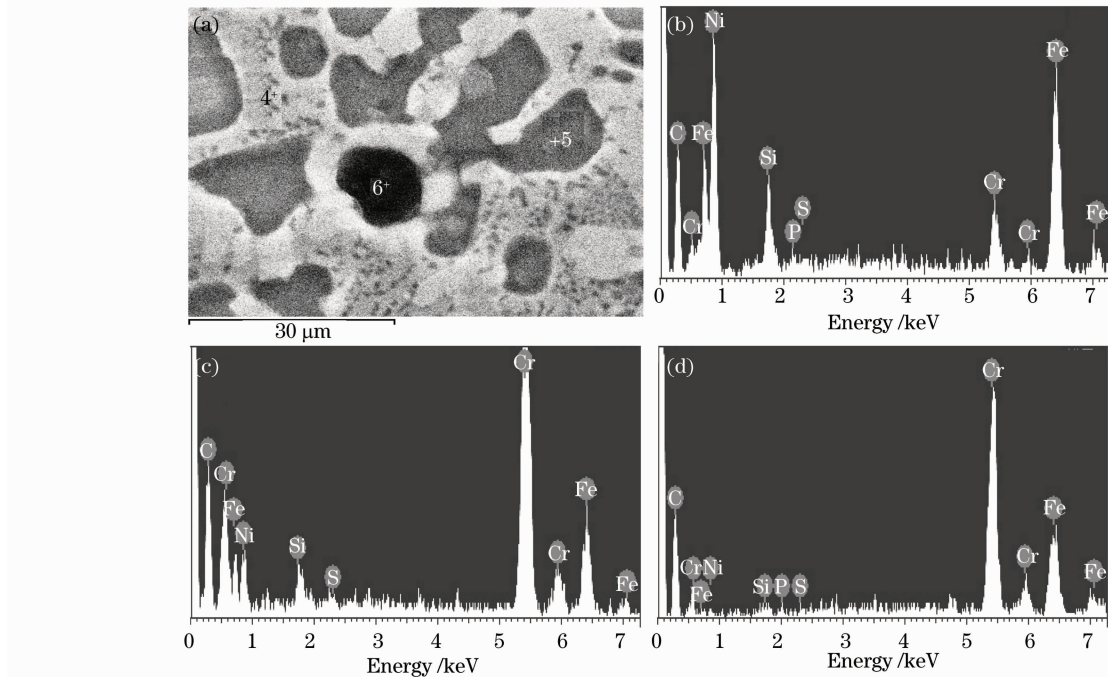 (a)
4+
+5
6+
30 μm
(b)
C
Fe
Cr
Ni
Si
P
S
Cr
Cr
Fe
Fe
0 1 2 3 4 5 6 7
Energy /keV
(c)
C
Cr
Fe
Ni
Si
S
Cr
Cr
Fe
Fe
0 1 2 3 4 5 6 7
Energy /keV
(d)
C
Cr
Fe
Ni
Si
P
S
Cr
Cr
Fe
Fe
0 1 2 3 4 5 6 7
Energy /keV